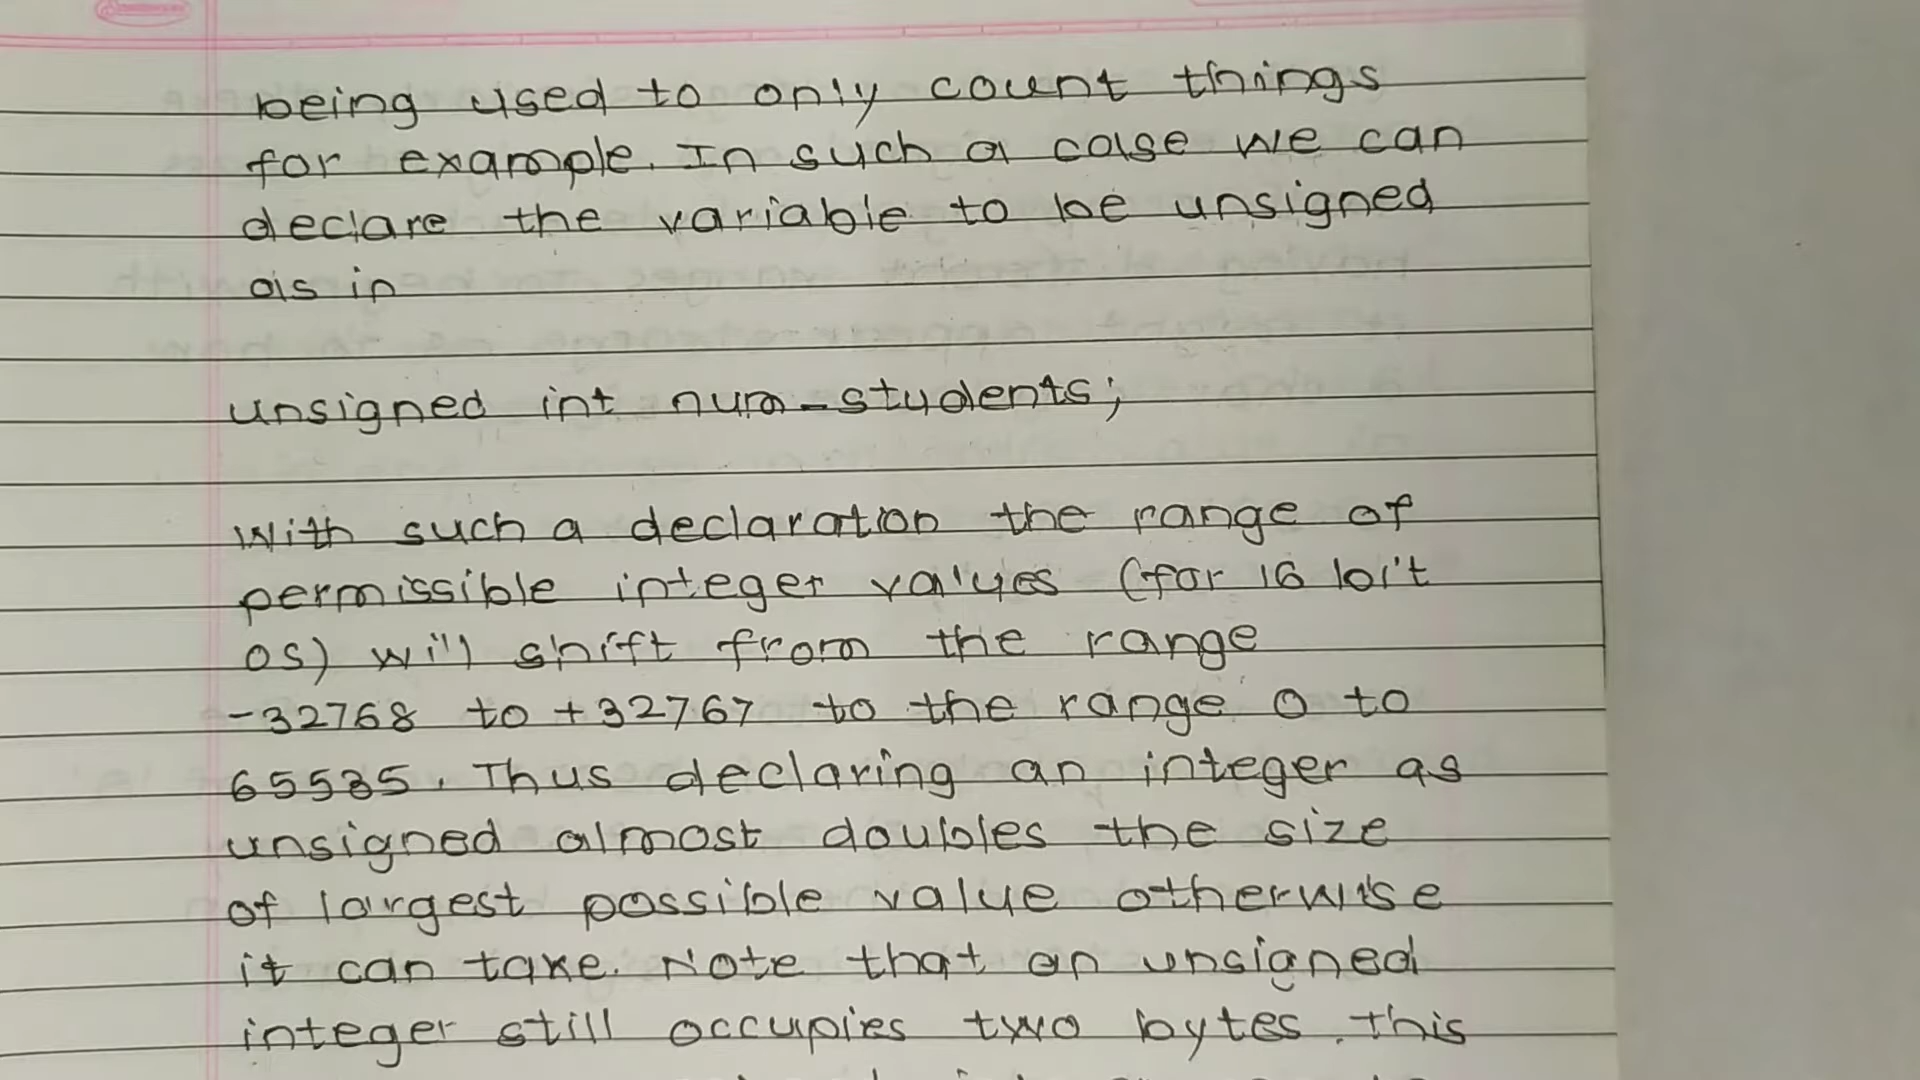 being used to only count things
for example. In such a case we can
declare the variable to be unsigned
as in
unsigned int num_students;
With such a declaration the range of
permissible integer values (for 16 bit
OS) will shift from the range
-32768 to +32767 to the range 0 to
65535. Thus declaring an integer as
unsigned almost doubles the size
of largest possible value otherwise
it can take. Note that an unsigned
integer still occupies two bytes. This